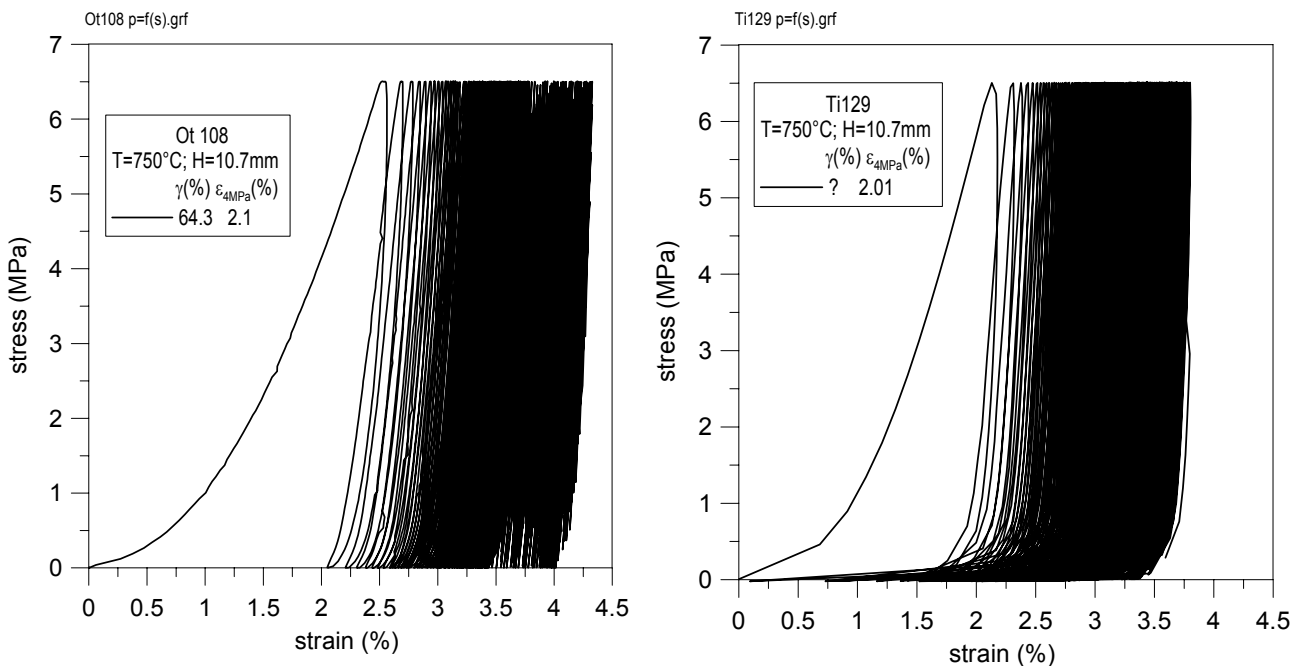 Ot108 p=f(s).grf
7
6
5
4
3
2
1
0
stress (MPa)
Ot 108
T=750°C; H=10.7mm
γ(%) ε4MPa(%)
64.3 2.1
0 0.5 1 1.5 2 2.5 3 3.5 4 4.5
strain (%)
Ti129 p=f(s).grf
7
6
5
4
3
2
1
0
stress (MPa)
Ti129
T=750°C; H=10.7mm
γ(%) ε4MPa(%)
? 2.01
0 0.5 1 1.5 2 2.5 3 3.5 4 4.5
strain (%)